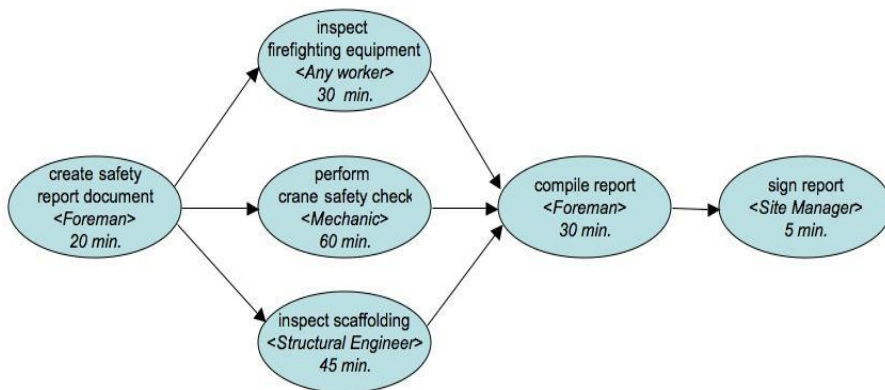 inspect
firefighting equipment
<Any worker>
30 min.
create safety
report document
<Foreman>
20 min.
perform
crane safety check
<Mechanic>
60 min.
compile report
<Foreman>
30 min.
sign report
<Site Manager>
5 min.
inspect scaffolding
<Structural Engineer>
45 min.